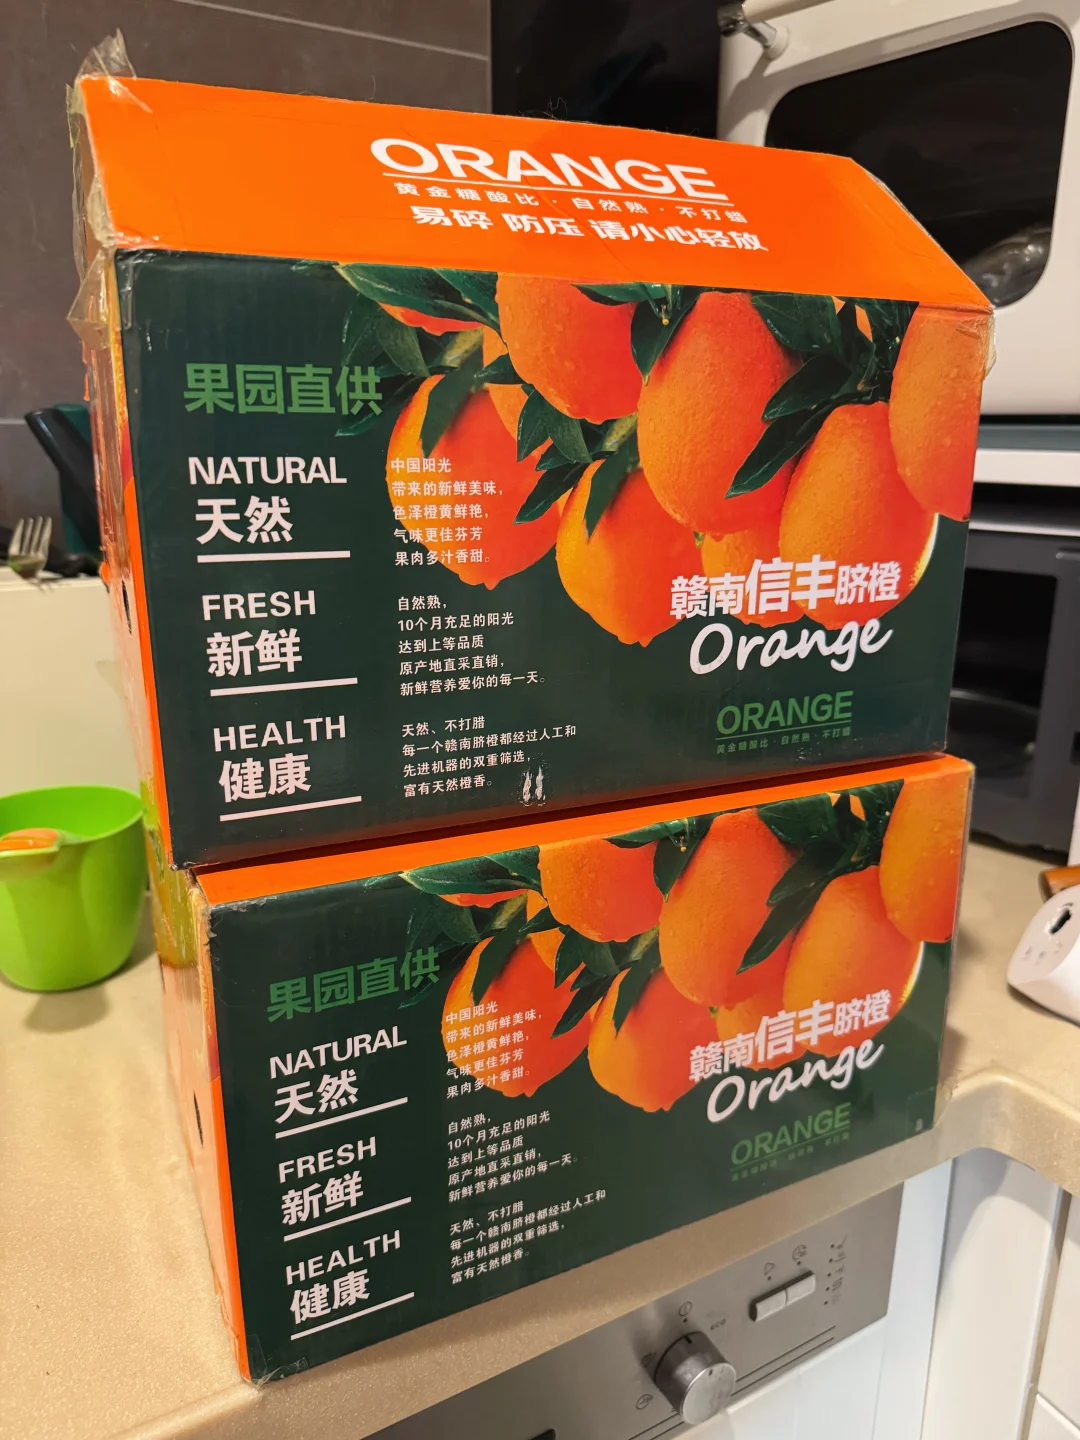 ORANGE
黄金糖酸比·自然熟·不打蜡
易碎 防压 请小心轻放
果园直供
NATURAL
天然
中国阳光
带来的新鲜美味，
色泽橙黄鲜艳，
气味更佳芬芳
果肉多汁香甜。
FRESH
新鲜
自然熟，
10个月充足的阳光
达到上等品质
原产地直采直销，
新鲜营养爱你的每一天。
HEALTH
健康
天然、不打腊
每一个赣南脐橙都经过人工和
先进机器的双重筛选，
富有天然橙香。
赣南信丰脐橙
Orange
ORANGE
黄金糖酸比·自然熟·不打蜡
果园直供
NATURAL
天然
中国阳光
带来的新鲜美味，
色泽橙黄鲜艳，
气味更佳芬芳
果肉多汁香甜。
FRESH
新鲜
自然熟，
10个月充足的阳光
达到上等品质
原产地直采直销，
新鲜营养爱你的每一天。
HEALTH
健康
天然、不打腊
每一个赣南脐橙都经过人工和
先进机器的双重筛选，
富有天然橙香。
赣南信丰脐橙
Orange
ORANGE